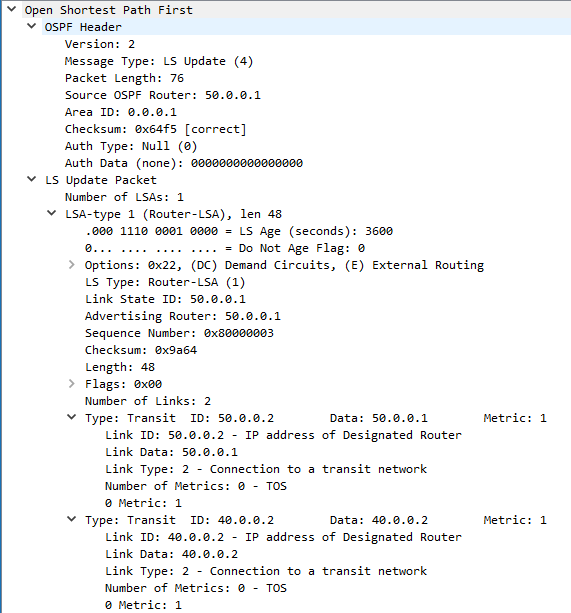 Open Shortest Path First
OSPF Header
Version: 2
Message Type: LS Update (4)
Packet Length: 76
Source OSPF Router: 50.0.0.1
Area ID: 0.0.0.1
Checksum: 0x64f5 [correct]
Auth Type: Null (0)
Auth Data (none): 0000000000000000
LS Update Packet
Number of LSAs: 1
LSA-type 1 (Router-LSA), len 48
.000 1110 0001 0000 = LS Age (seconds): 3600
0... .... .... .... = Do Not Age Flag: 0
Options: 0x22, (DC) Demand Circuits, (E) External Routing
LS Type: Router-LSA (1)
Link State ID: 50.0.0.1
Advertising Router: 50.0.0.1
Sequence Number: 0x80000003
Checksum: 0x9a64
Length: 48
Flags: 0x00
Number of Links: 2
Type: Transit  ID: 50.0.0.2        Data: 50.0.0.1        Metric: 1
Link ID: 50.0.0.2 - IP address of Designated Router
Link Data: 50.0.0.1
Link Type: 2 - Connection to a transit network
Number of Metrics: 0 - TOS
0 Metric: 1
Type: Transit  ID: 40.0.0.2        Data: 40.0.0.2        Metric: 1
Link ID: 40.0.0.2 - IP address of Designated Router
Link Data: 40.0.0.2
Link Type: 2 - Connection to a transit network
Number of Metrics: 0 - TOS
0 Metric: 1